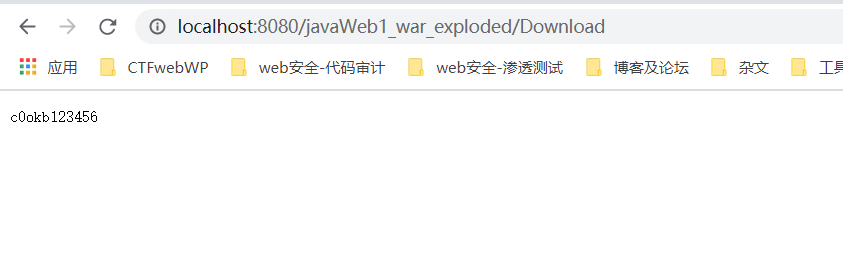 localhost:8080/javaWeb1_war_exploded/Download
应用 CTFwebWP web安全-代码审计 web安全-渗透测试 博客及论坛 杂文 工具
c0okb123456